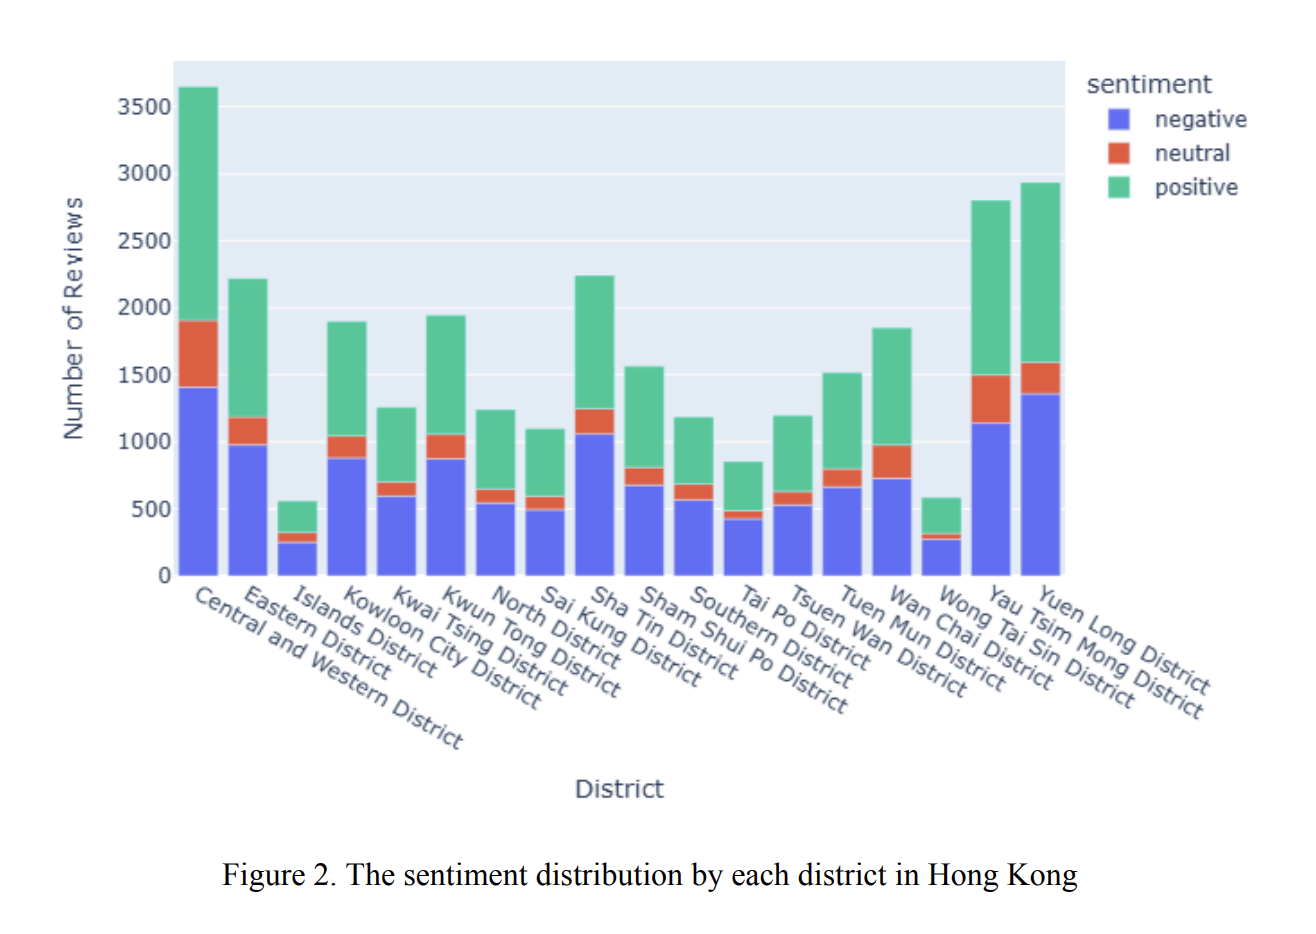 sentiment
negative
neutral
positive
3500
3000
2500
2000
1500
1000
500
0
Number of Reviews
Central and Western District
Eastern District
Islands District
Kowloon City District
Kwai Tsing District
Kwun Tong District
North District
Sai Kung District
Sha Tin District
Sham Shui Po District
Southern District
Tai Po District
Tsuen Wan District
Tuen Mun District
Wan Chai District
Wong Tai Sin District
Yau Tsim Mong District
Yuen Long District
District
Figure 2. The sentiment distribution by each district in Hong Kong